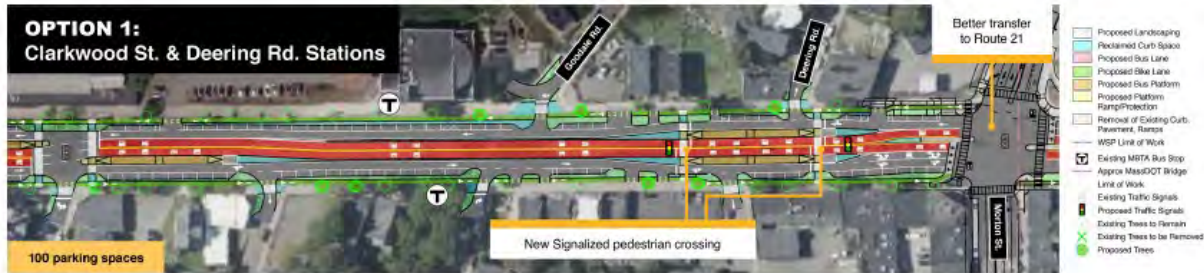 OPTION 1:
Clarkwood St. & Deering Rd. Stations
Goodale Rd.
Deering Rd.
Better transfer
to Route 21
T
T
New Signalized pedestrian crossing
Morton St.
100 parking spaces
Proposed Landscaping
Reclaimed Curb Space
Proposed Bus Lane
Proposed Bike Lane
Proposed Bus Platform
Proposed Platform
Ramp/Protection
Removal of Existing Curb,
Pavement, Ramps
WSP Limit of Work
T Existing MBTA Bus Stop
Approx MassDOT Bridge
Limit of Work
Existing Traffic Signals
Proposed Traffic Signals
Existing Trees to Remain
Existing Trees to be Removed
Proposed Trees